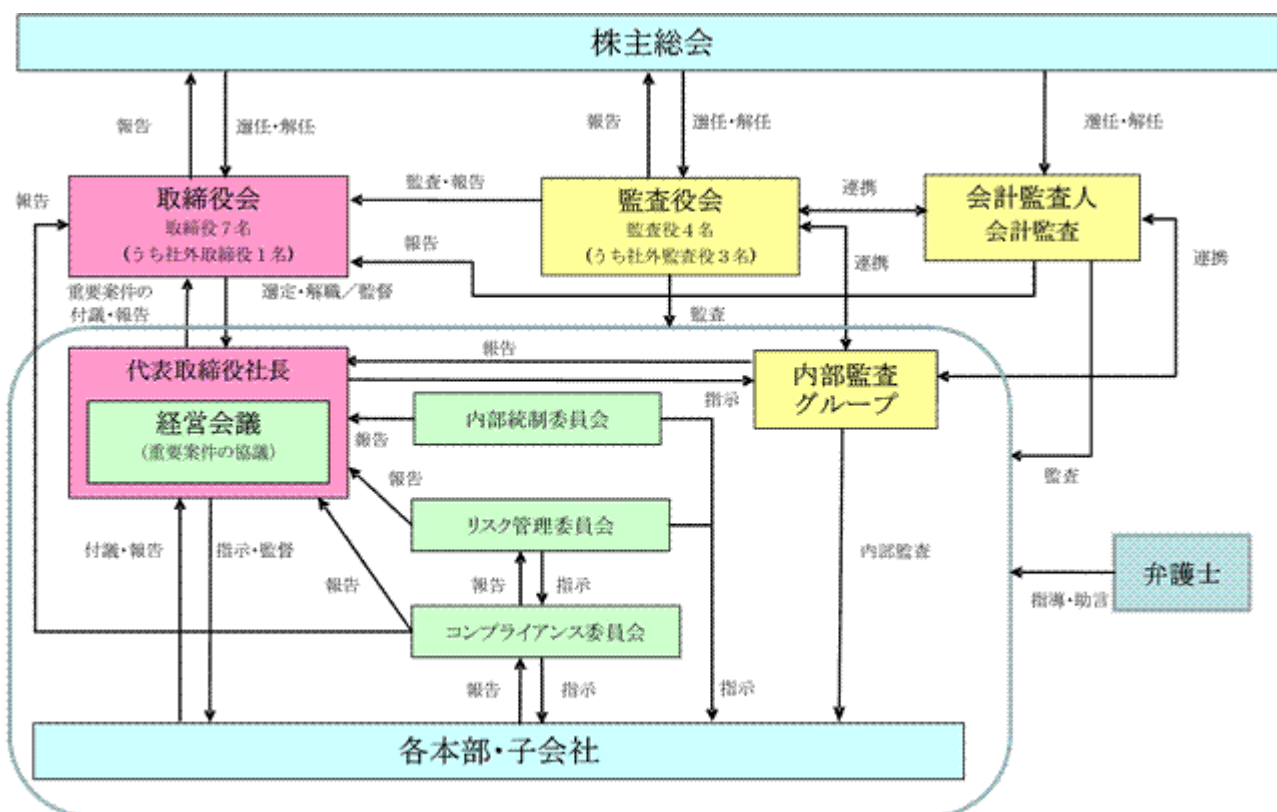 株主総会
報告
選任・解任
報告
選任・解任
選任・解任
取締役会
取締役7名
(うち社外取締役1名)
監査・報告
監査役会
監査役4名
(うち社外監査役3名)
連携
会計監査人
会計監査
報告
報告
連携
連携
重要案件の
付議・報告
選定・解職／監督
監査
代表取締役社長
経営会議
(重要案件の協議)
報告
指示
内部監査
グループ
内部統制委員会
報告
報告
監査
リスク管理委員会
付議・報告
指示・監督
報告
報告
指示
内部監査
弁護士
指導・助言
コンプライアンス委員会
報告
指示
指示
各本部・子会社